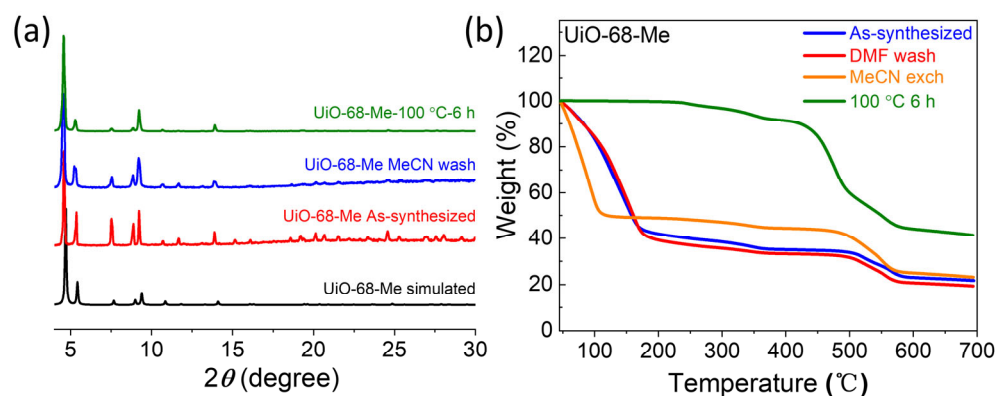 (a)
UiO-68-Me-100 °C-6 h
UiO-68-Me MeCN wash
UiO-68-Me As-synthesized
UiO-68-Me simulated
5 10 15 20 25 30
2θ (degree)
(b)
UiO-68-Me
As-synthesized
DMF wash
MeCN exch
100 °C 6 h
120
100
80
60
40
20
0
Weight (%)
100 200 300 400 500 600 700
Temperature (℃)